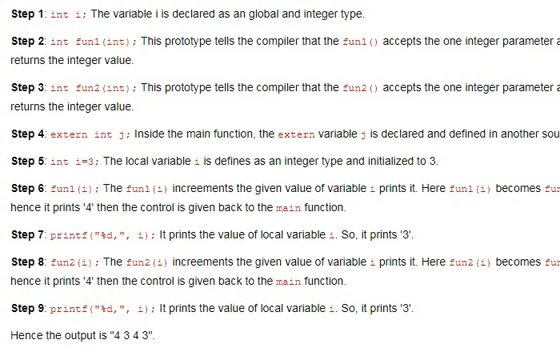 Step 1: int i; The variable i is declared as an global and integer type.
Step 2: int fun1(int); This prototype tells the compiler that the fun1() accepts the one integer parameter a
returns the integer value.
Step 3: int fun2(int); This prototype tells the compiler that the fun2() accepts the one integer parameter a
returns the integer value.
Step 4: extern int j; Inside the main function, the extern variable j is declared and defined in another sou
Step 5: int i=3; The local variable i is defines as an integer type and initialized to 3.
Step 6: fun1(i); The fun1(i) increements the given value of variable i prints it. Here fun1(i) becomes fun
hence it prints '4' then the control is given back to the main function.
Step 7: printf("%d,", i); It prints the value of local variable i. So, it prints '3'.
Step 8: fun2(i); The fun2(i) increements the given value of variable i prints it. Here fun2(i) becomes fun
hence it prints '4' then the control is given back to the main function.
Step 9: printf("%d,", i); It prints the value of local variable i. So, it prints '3'.
Hence the output is "4 3 4 3".